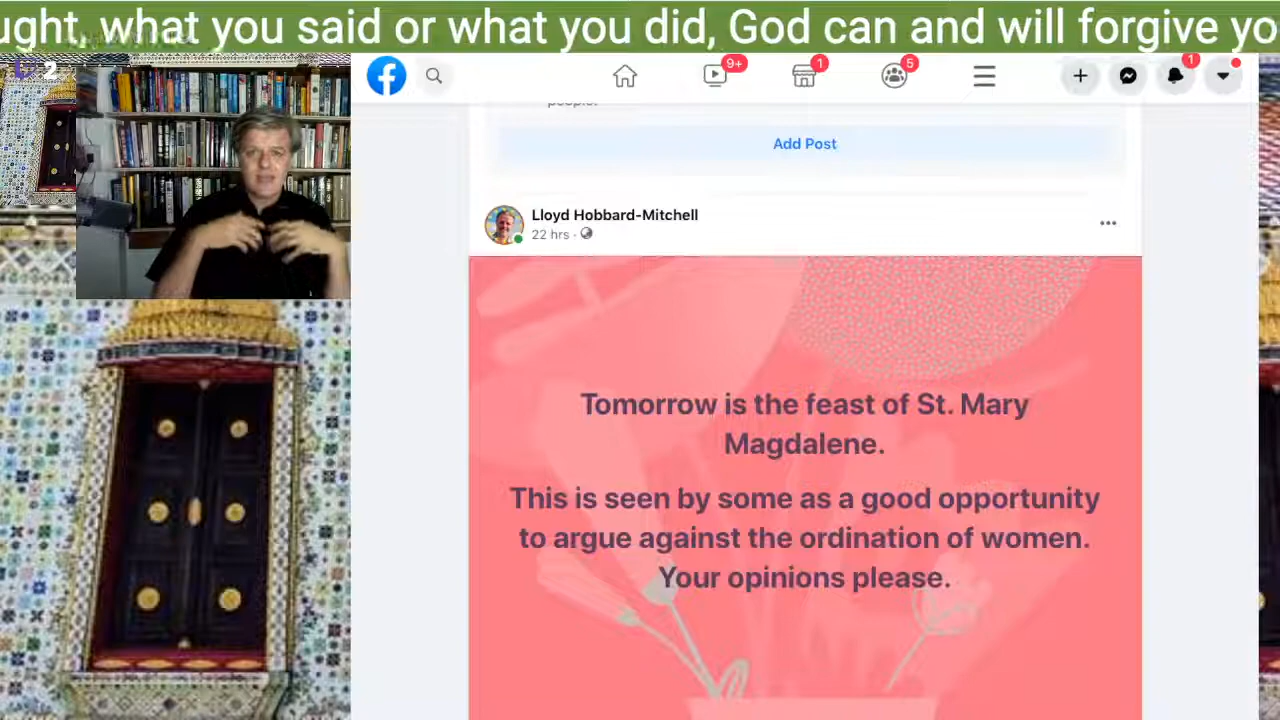 ught, what you said or what you did, God can and will forgive yo
9+
1
5
1
people.
Add Post
Lloyd Hobbard-Mitchell
22 hrs ·
Tomorrow is the feast of St. Mary
Magdalene.
This is seen by some as a good opportunity
to argue against the ordination of women.
Your opinions please.